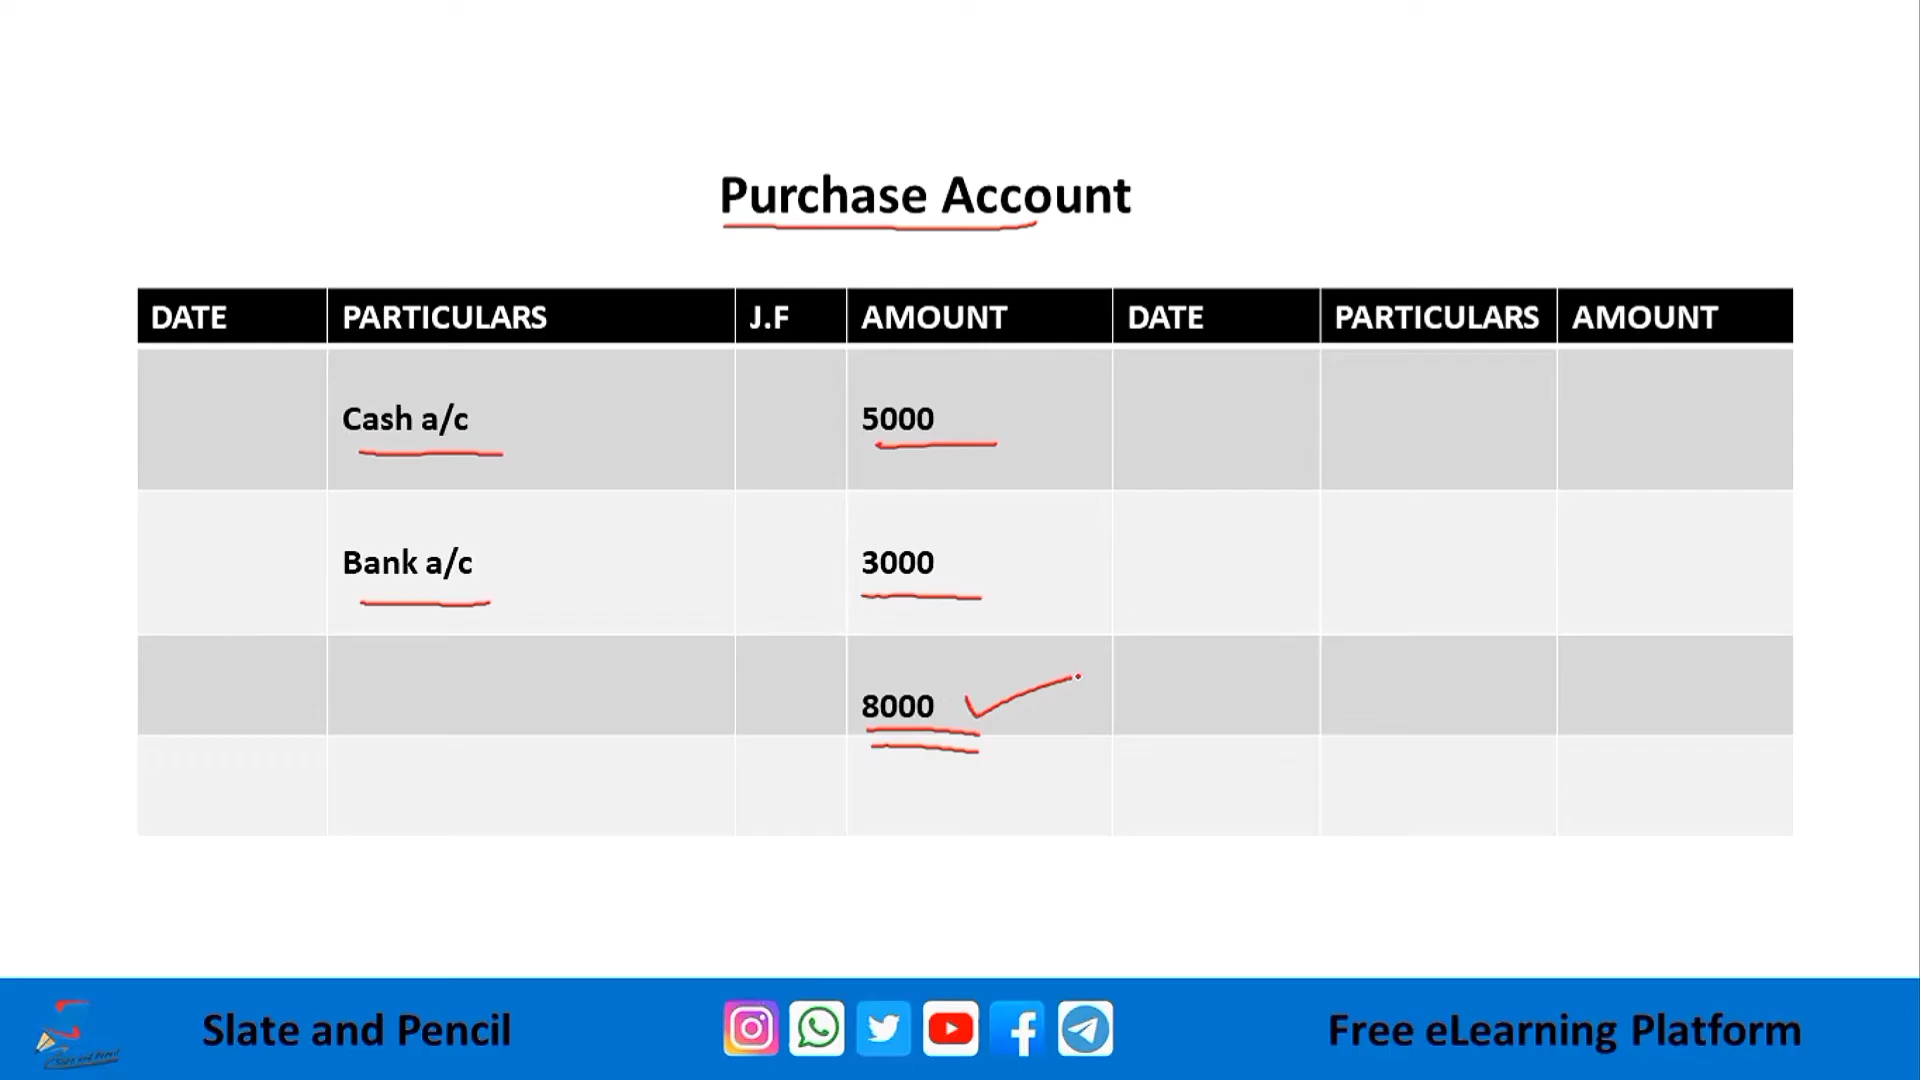 Purchase Account
DATE PARTICULARS J.F AMOUNT DATE PARTICULARS AMOUNT
Cash a/c 5000
Bank a/c 3000
8000
Slate and Pencil
Free eLearning Platform